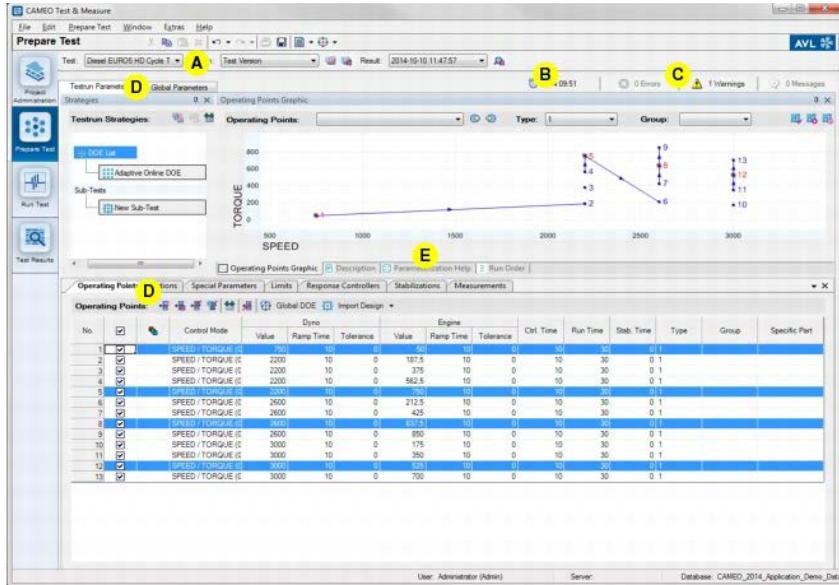 CAMEO Test & Measure
File Edit Prepare Test Window Extras Help
Prepare Test
AVL
Test: Diesel EURO5 HD Cycle T A Test Version Result: 2014-10-10 11:47:57
B 09:51 0 Errors C 1 Warnings 0 Messages
Project Administration
Testrun Parameters D Global Parameters
Strategies Operating Points Graphic
Testrun Strategies: Operating Points: Type: 1 Group:
Prepare Test
DOE List
Adaptive Online DOE
Sub-Tests
New Sub-Test
Run Test
Test Results
TORQUE
800
600
400
200
0
1 2 3 4 5 6 7 8 9 10 11 12 13
500 1000 1500 2000 2500 3000
SPEED
E
Operating Points Graphic Description Parameterization Help Run Order
Operating Points D Special Parameters Limits Response Controllers Stabilizations Measurements
Operating Points: Global DOE Import Design
Dyno Engine
No. Control Mode Value Ramp Time Tolerance Value Ramp Time Tolerance Ctrl. Time Run Time Stab. Time Type Group Specific Part
1 SPEED / TORQUE 750 10 0 50 10 0 10 30 0 1
2 SPEED / TORQUE 2200 10 0 187,5 10 0 10 30 0 1
3 SPEED / TORQUE 2200 10 0 375 10 0 10 30 0 1
4 SPEED / TORQUE 2200 10 0 562,5 10 0 10 30 0 1
5 SPEED / TORQUE 2200 10 0 750 10 0 10 30 0 1
6 SPEED / TORQUE 2600 10 0 212,5 10 0 10 30 0 1
7 SPEED / TORQUE 2600 10 0 425 10 0 10 30 0 1
8 SPEED / TORQUE 2600 10 0 637,5 10 0 10 30 0 1
9 SPEED / TORQUE 2600 10 0 850 10 0 10 30 0 1
10 SPEED / TORQUE 3000 10 0 175 10 0 10 30 0 1
11 SPEED / TORQUE 3000 10 0 350 10 0 10 30 0 1
12 SPEED / TORQUE 3000 10 0 525 10 0 10 30 0 1
13 SPEED / TORQUE 3000 10 0 700 10 0 10 30 0 1
User: Administrator (Admin) Server: Database: CAMEO_2014_Application_Demo_Dat